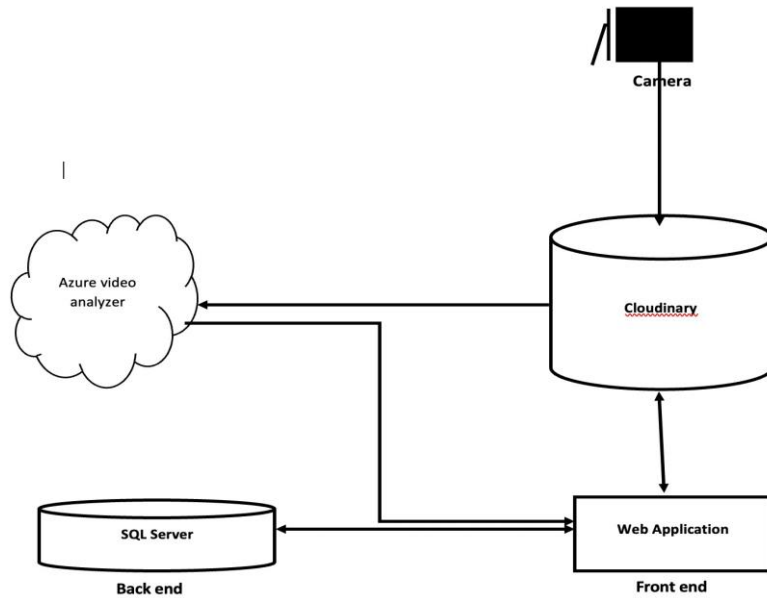 Camera
Azure video
analyzer
Cloudinary
SQL Server
Web Application
Back end
Front end